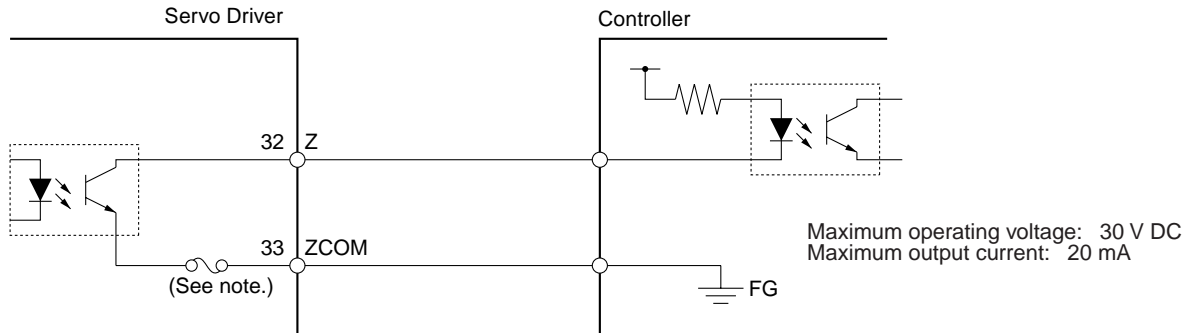 Servo Driver
Controller
32 Z
33 ZCOM
(See note.)
FG
Maximum operating voltage: 30 V DC
Maximum output current: 20 mA